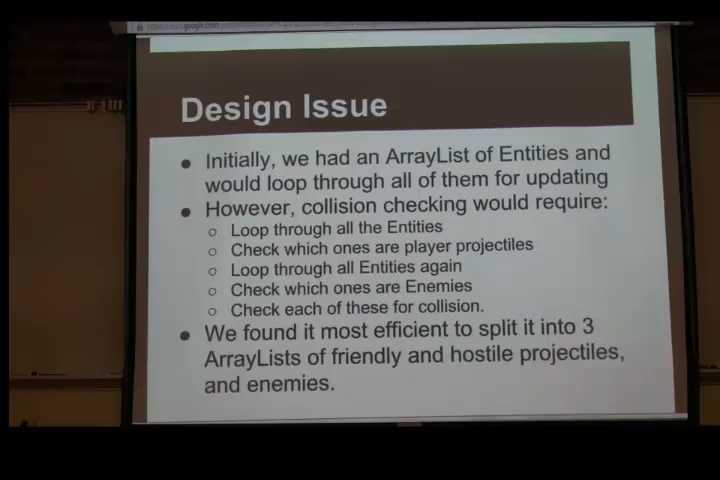 Design Issue
● Initially, we had an ArrayList of Entities and
would loop through all of them for updating
● However, collision checking would require:
○ Loop through all the Entities
○ Check which ones are player projectiles
○ Loop through all Entities again
○ Check which ones are Enemies
○ Check each of these for collision.
● We found it most efficient to split it into 3
ArrayLists of friendly and hostile projectiles,
and enemies.